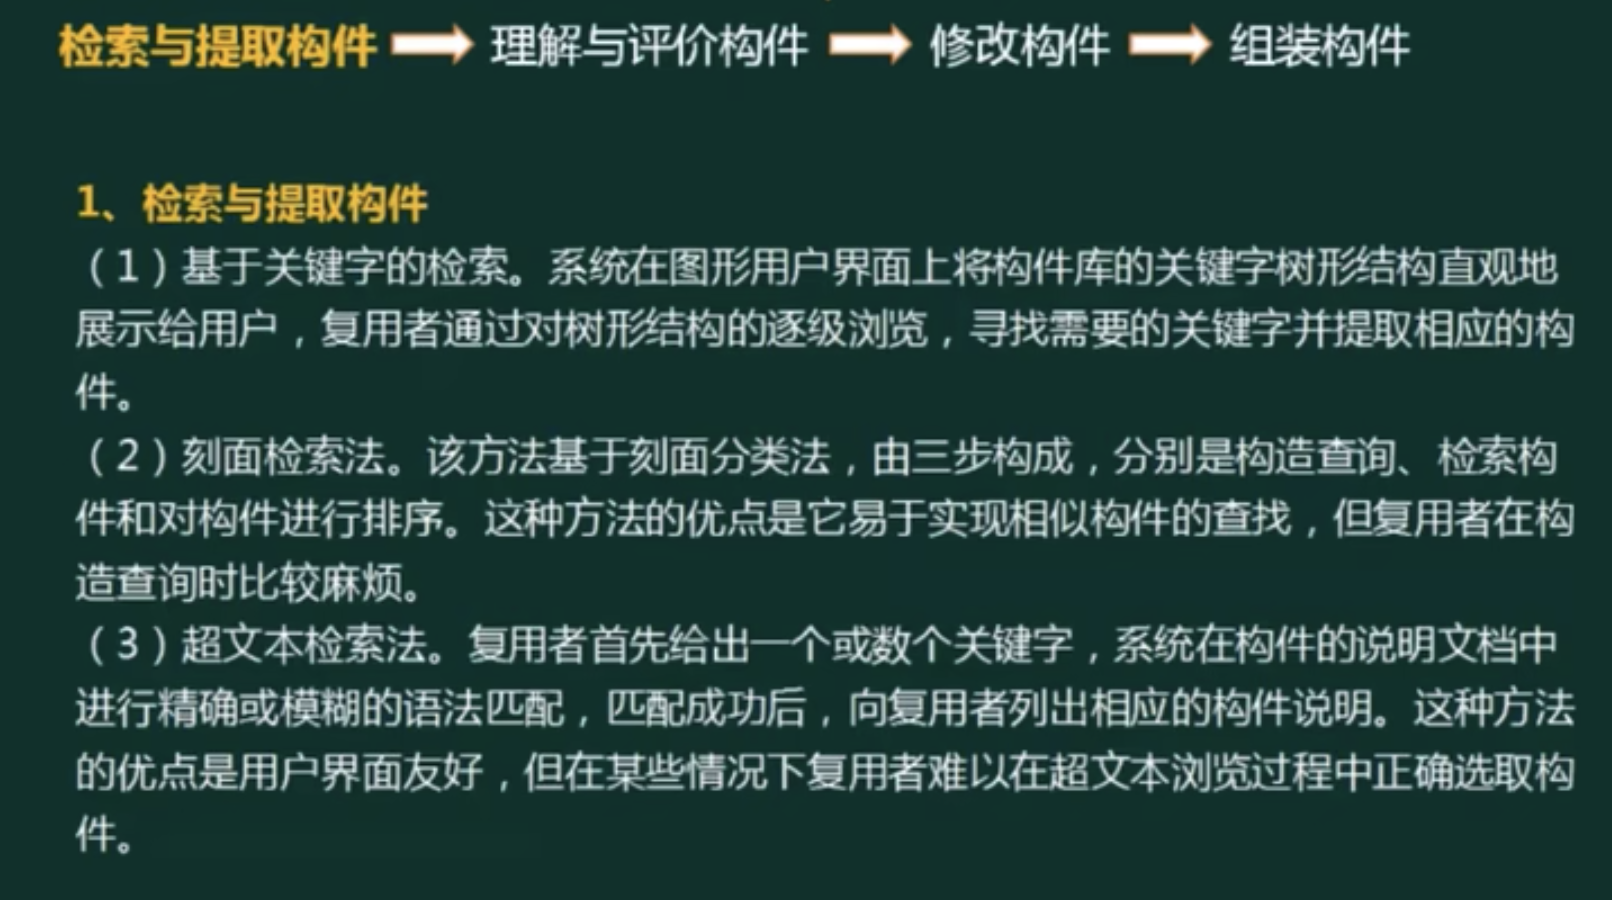 检索与提取构件 理解与评价构件 修改构件 组装构件
1、检索与提取构件
（1）基于关键字的检索。系统在图形用户界面上将构件库的关键字树形结构直观地
展示给用户，复用者通过对树形结构的逐级浏览，寻找需要的关键字并提取相应的构
件。
（2）刻面检索法。该方法基于刻面分类法，由三步构成，分别是构造查询、检索构
件和对构件进行排序。这种方法的优点是它易于实现相似构件的查找，但复用者在构
造查询时比较麻烦。
（3）超文本检索法。复用者首先给出一个或数个关键字，系统在构件的说明文档中
进行精确或模糊的语法匹配，匹配成功后，向复用者列出相应的构件说明。这种方法
的优点是用户界面友好，但在某些情况下复用者难以在超文本浏览过程中正确选取构
件。